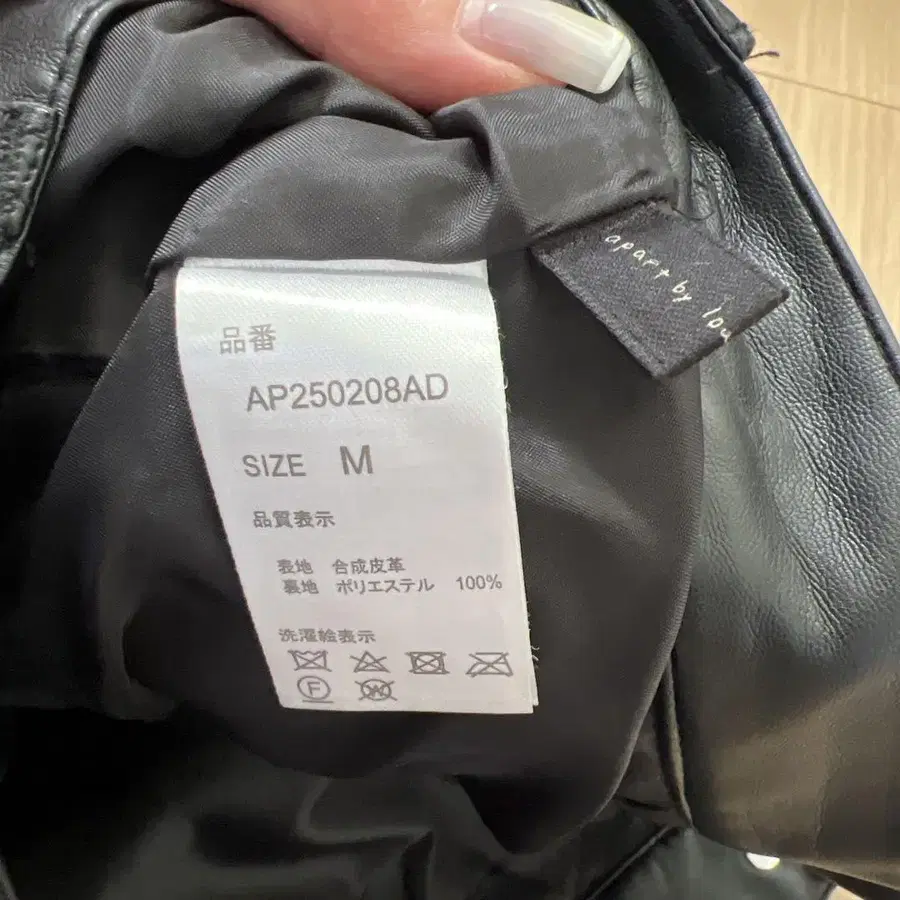 apart by
品番
AP250208AD
SIZE M
品質表示
表地 合成皮革
裏地 ポリエステル 100%
洗濯絵表示
F
W